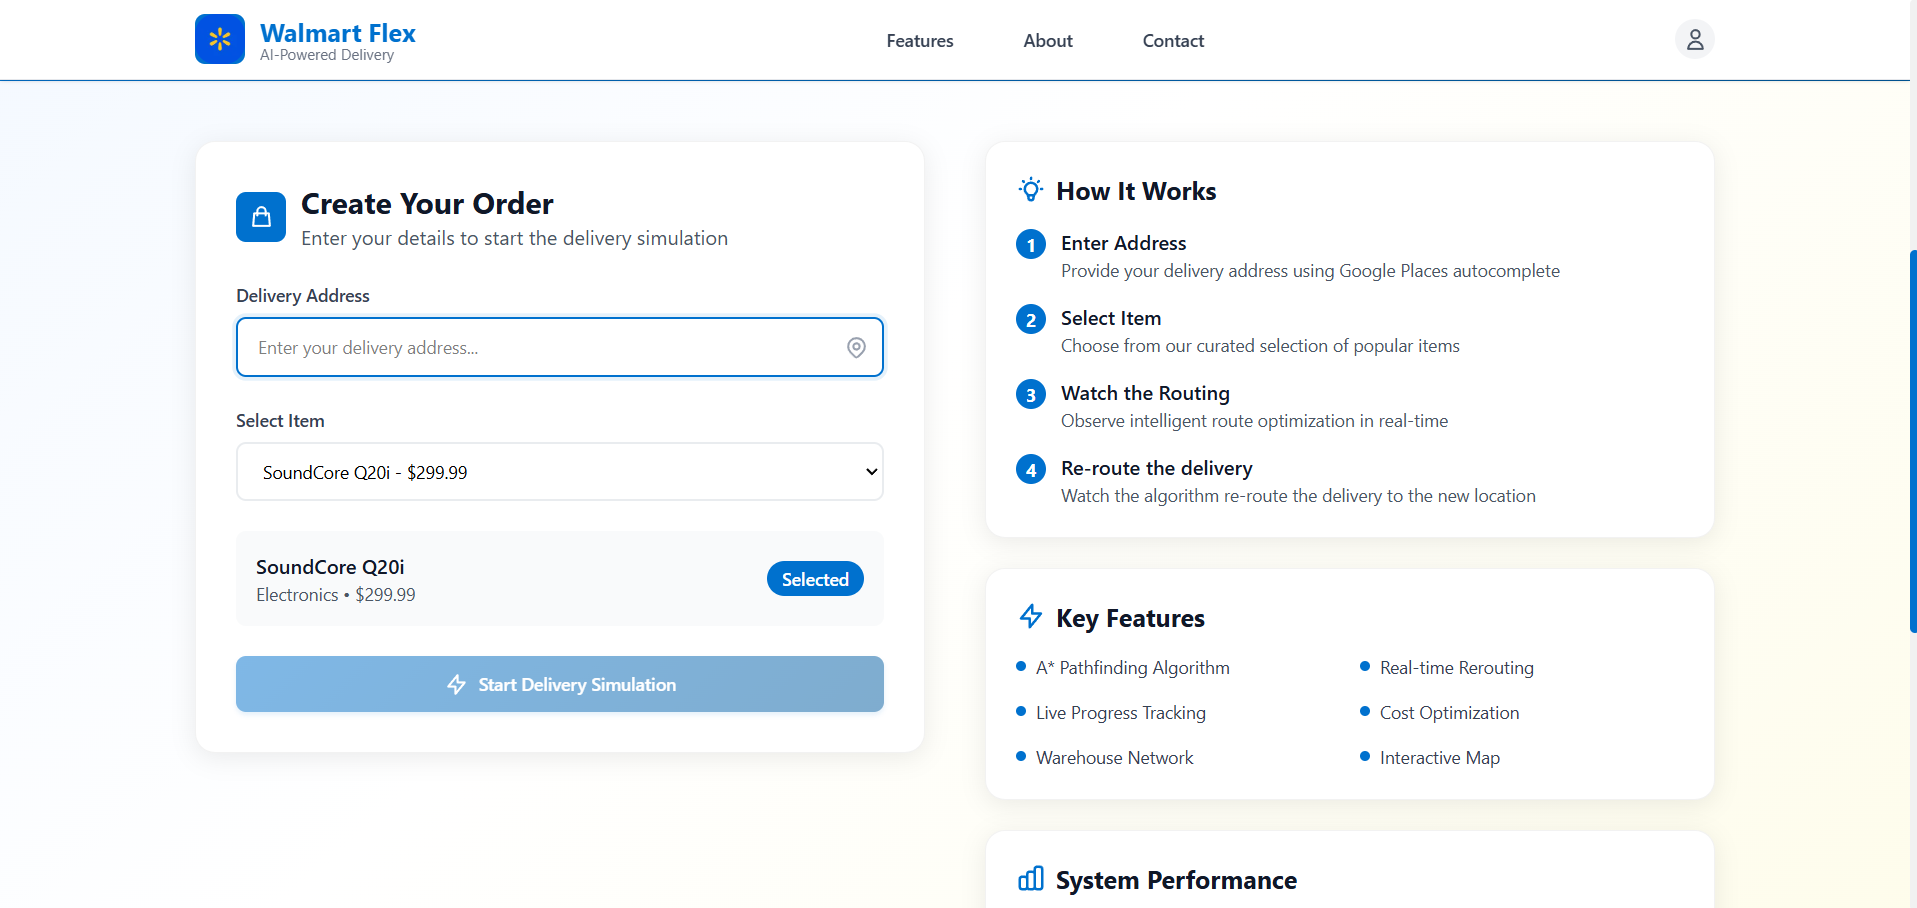 Walmart Flex
AI-Powered Delivery
Features
About
Contact
Create Your Order
Enter your details to start the delivery simulation
Delivery Address
Enter your delivery address...
Select Item
SoundCore Q20i - $299.99
SoundCore Q20i
Electronics • $299.99
Selected
Start Delivery Simulation
How It Works
1
Enter Address
Provide your delivery address using Google Places autocomplete
2
Select Item
Choose from our curated selection of popular items
3
Watch the Routing
Observe intelligent route optimization in real-time
4
Re-route the delivery
Watch the algorithm re-route the delivery to the new location
Key Features
A* Pathfinding Algorithm
Real-time Rerouting
Live Progress Tracking
Cost Optimization
Warehouse Network
Interactive Map
System Performance